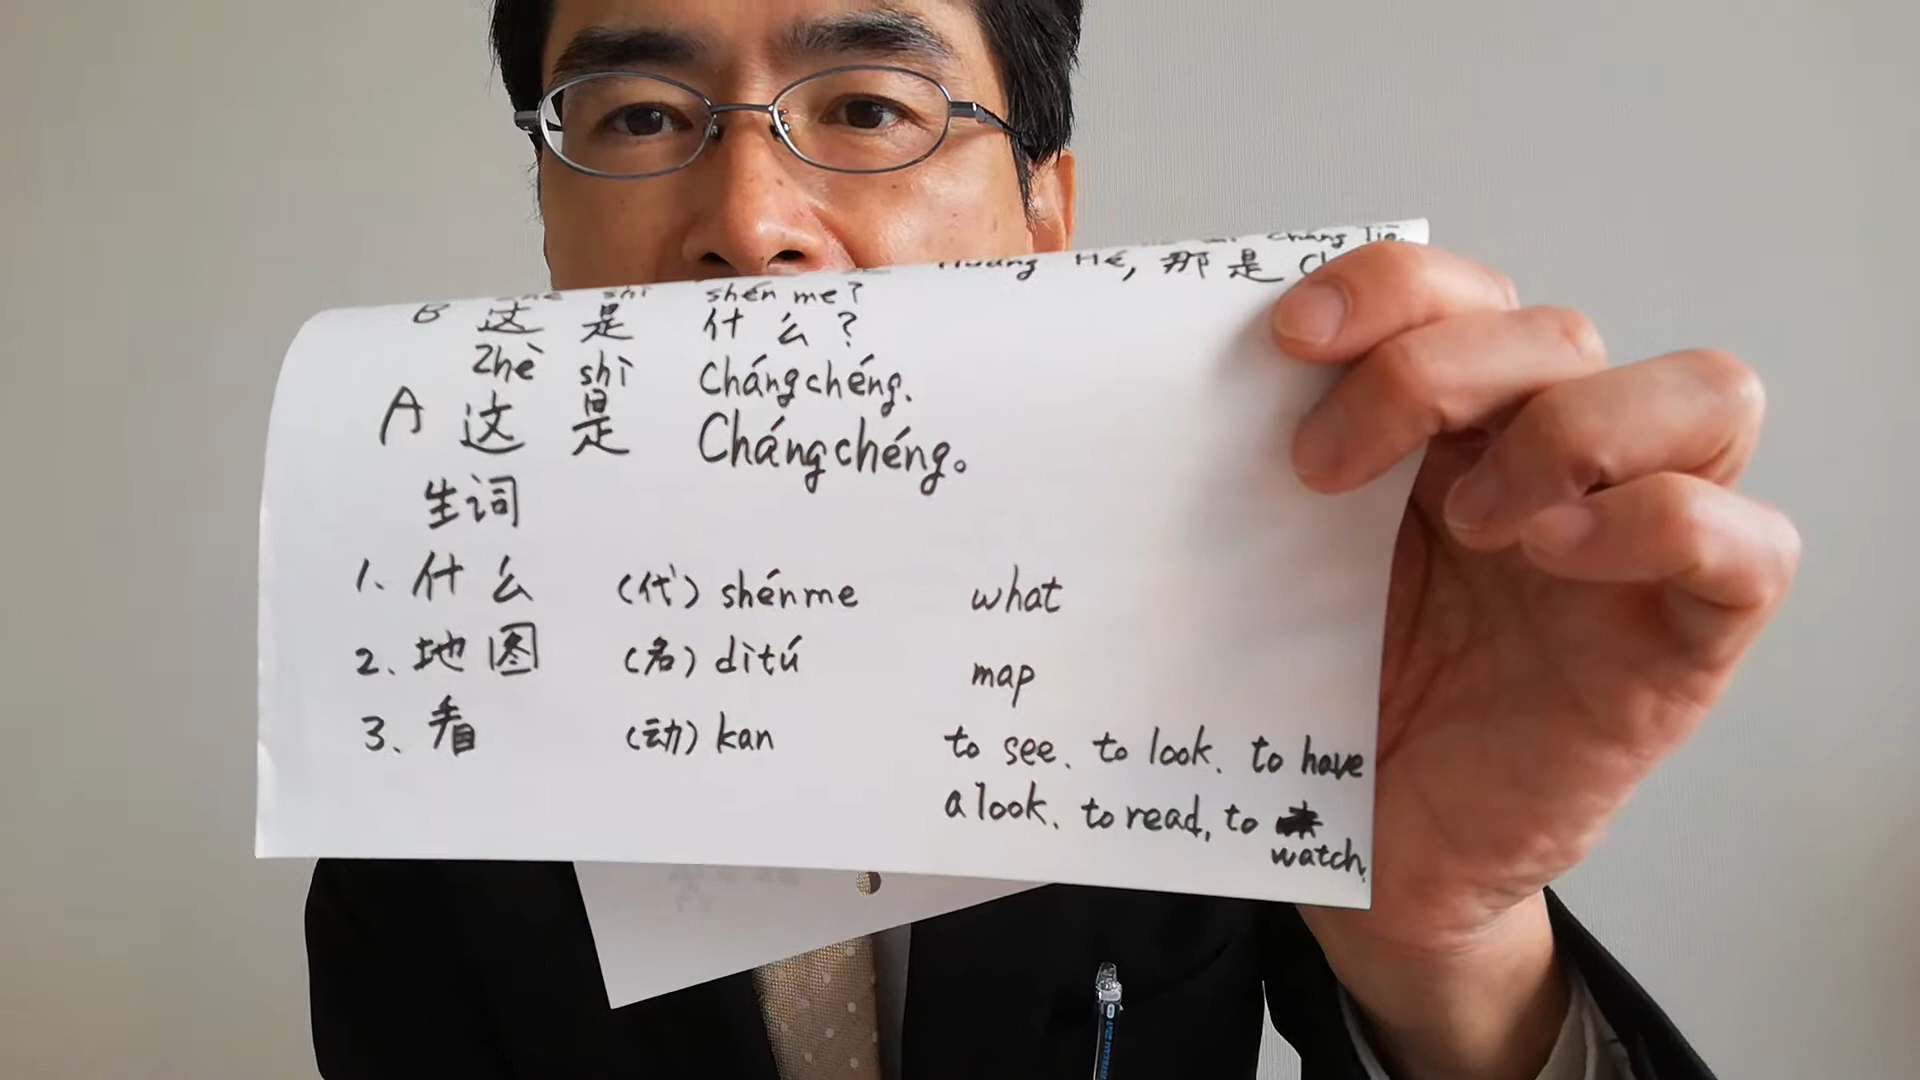 Huáng Hé, 那是
zhè shì shén me?
B 这是什么?
Zhè shì Chángchéng.
A 这是 Chángchéng。
生词
1、什么 (代) shénme what
2、地图 (名) dìtú map
3、看 (动) kan to see、to look、to have
a look、to read, to
watch.